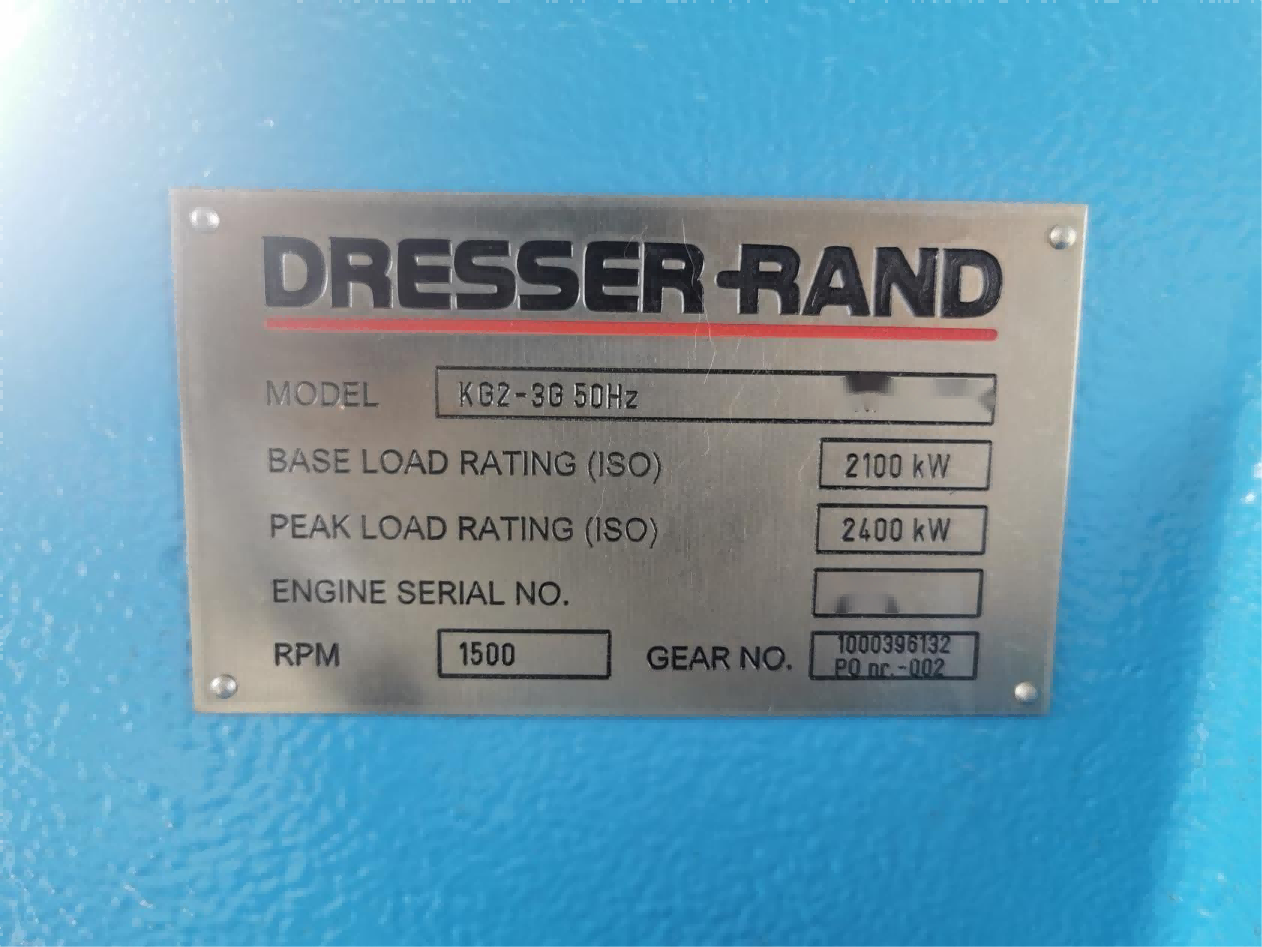 DRESSER-RAND
MODEL KG2-3G 50Hz
BASE LOAD RATING (ISO) 2100 kW
PEAK LOAD RATING (ISO) 2400 kW
ENGINE SERIAL NO.
RPM 1500 GEAR NO. 1000396132
PO nr.-002